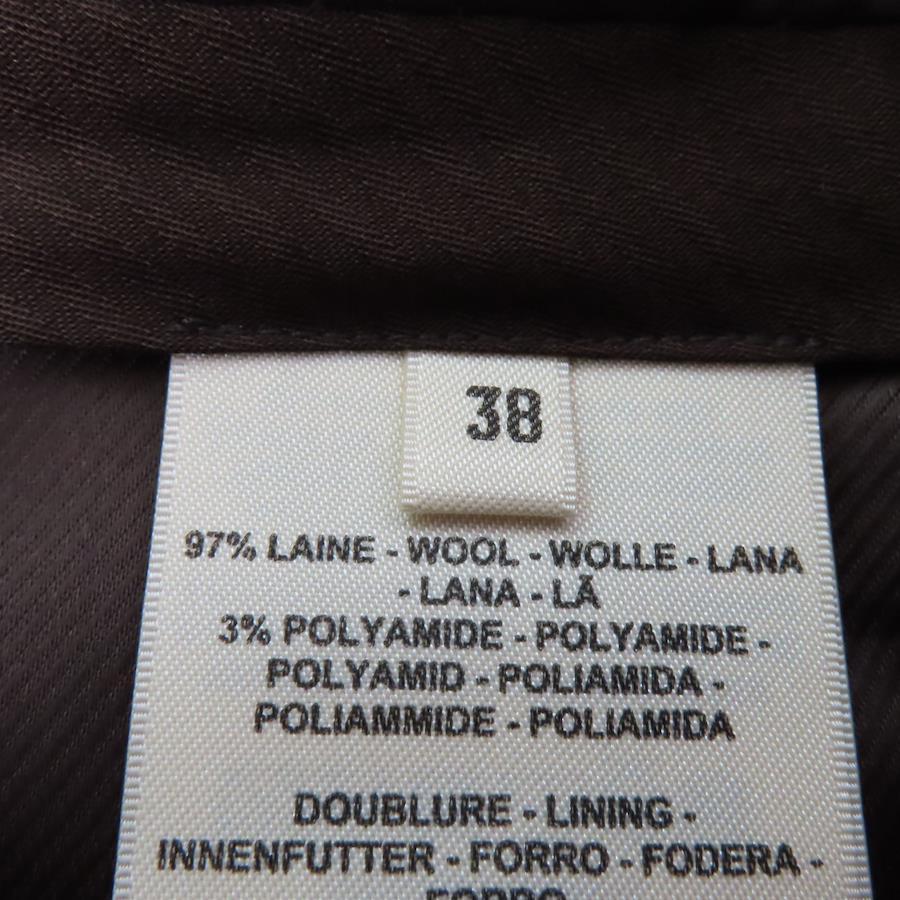 38
97% LAINE - WOOL - WOLLE - LANA
- LANA - LÃ
3% POLYAMIDE - POLYAMIDE -
POLYAMID - POLIAMIDA -
POLIAMMIDE - POLIAMIDA
DOUBLURE - LINING -
INNENFUTTER - FORRO - FODERA -
FORRO